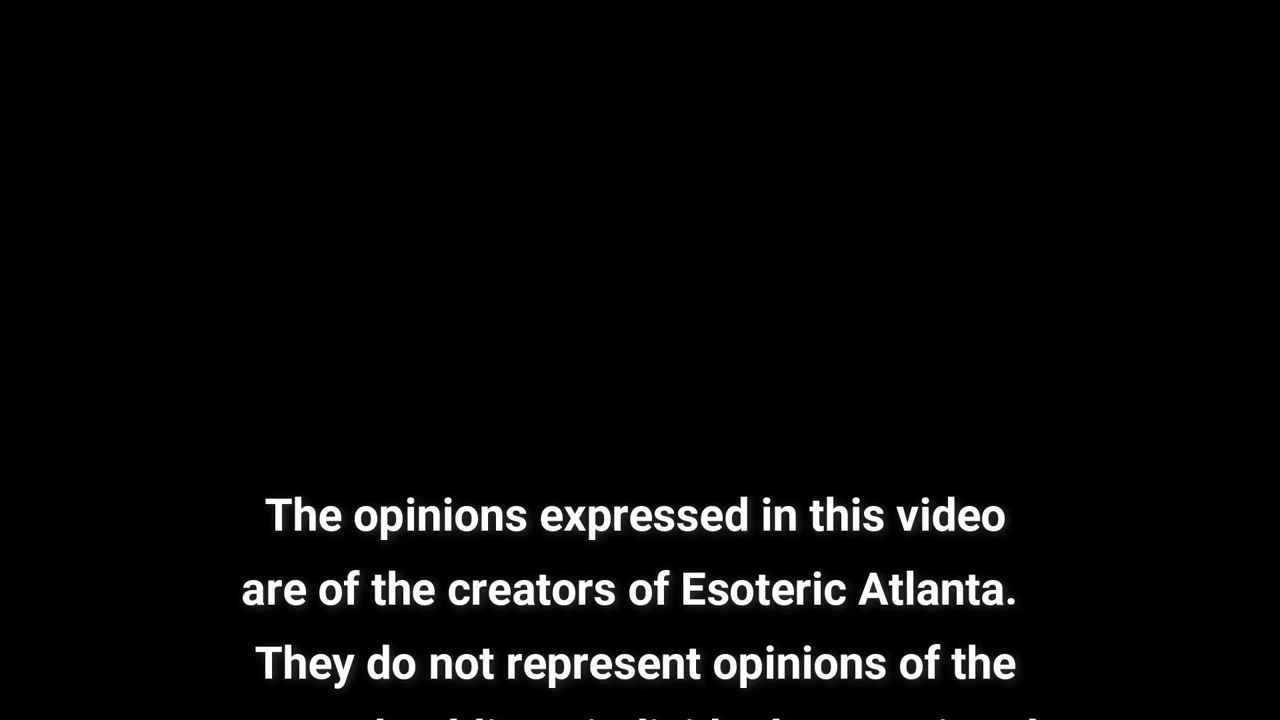 The opinions expressed in this video
are of the creators of Esoteric Atlanta.
They do not represent opinions of the